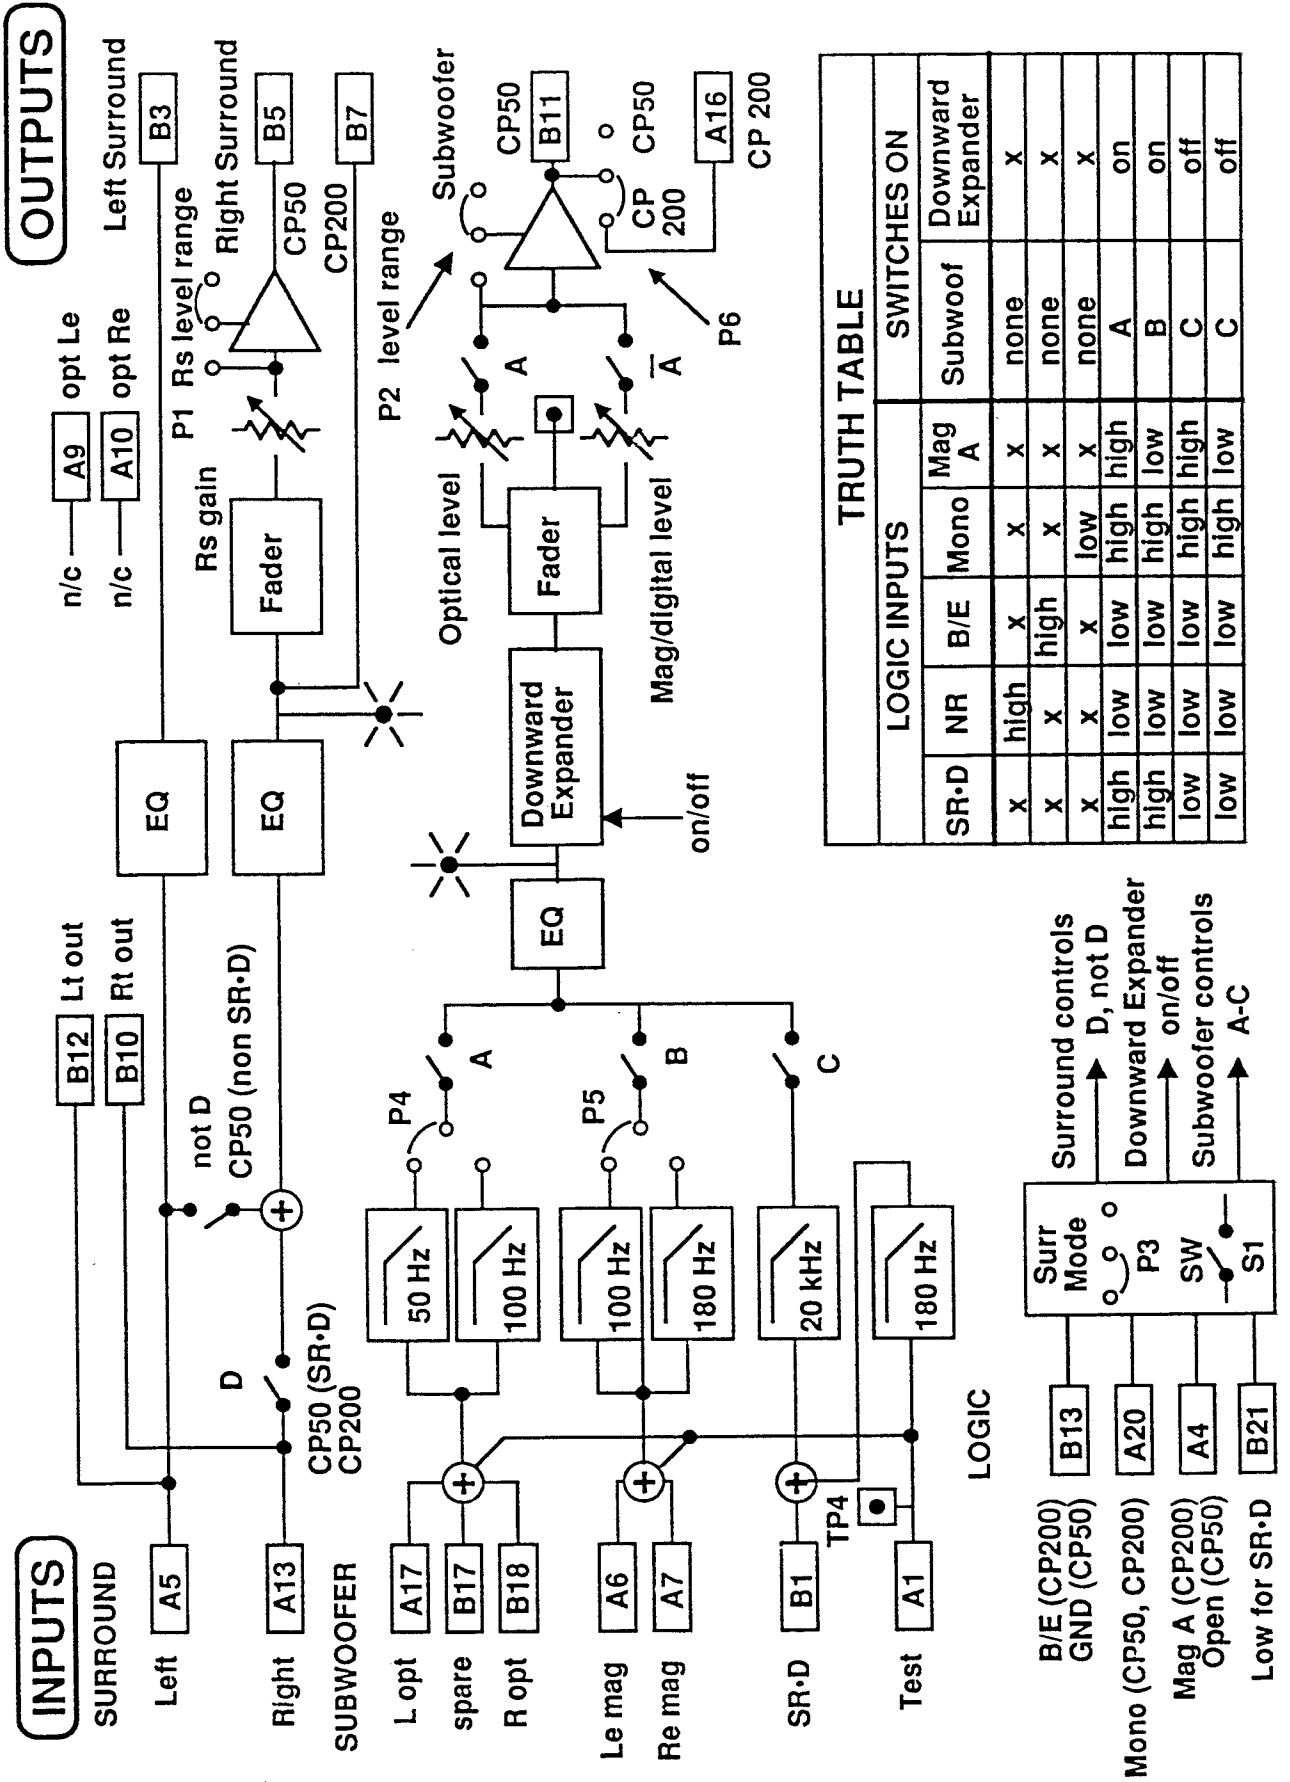 INPUTS
OUTPUTS
SURROUND
Left
A5
Right
A13
B12 Lt out
B10 Rt out
not D
CP50 (non SR•D)
D
CP50 (SR•D)
CP200
EQ
EQ
n/c
A9 opt Le
n/c
A10 opt Re
Fader
Rs gain
P1 Rs level range
Left Surround
B3
Right Surround
B5
CP50
CP200
B7
SUBWOOFER
L opt
A17
spare
B17
R opt
B18
Le mag
A6
Re mag
A7
SR•D
B1
Test
A1
TP4
50 Hz
100 Hz
100 Hz
180 Hz
20 kHz
180 Hz
P4
A
P5
B
C
EQ
Downward
Expander
on/off
Fader
Optical level
Mag/digital level
A
A̅
P2 level range
P6
Subwoofer
CP50
B11
CP
200
CP50
A16
CP 200
LOGIC
B/E (CP200)
GND (CP50)
B13
Mono (CP50, CP200)
A20
Mag A (CP200)
Open (CP50)
A4
Low for SR•D
B21
Surr
Mode
P3
SW
S1
Surround controls
D, not D
Downward Expander
on/off
Subwoofer controls
A-C
TRUTH TABLE
LOGIC INPUTS SWITCHES ON
SR•D NR B/E Mono Mag A Subwoof Downward Expander
x high x x x none x
x x high x x none x
x x x low x none x
high low low high high A on
high low low high low B on
low low low high high C off
low low low high low C off